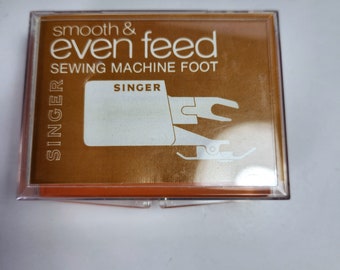 smooth &
even feed
SEWING MACHINE FOOT
SINGER
SINGER